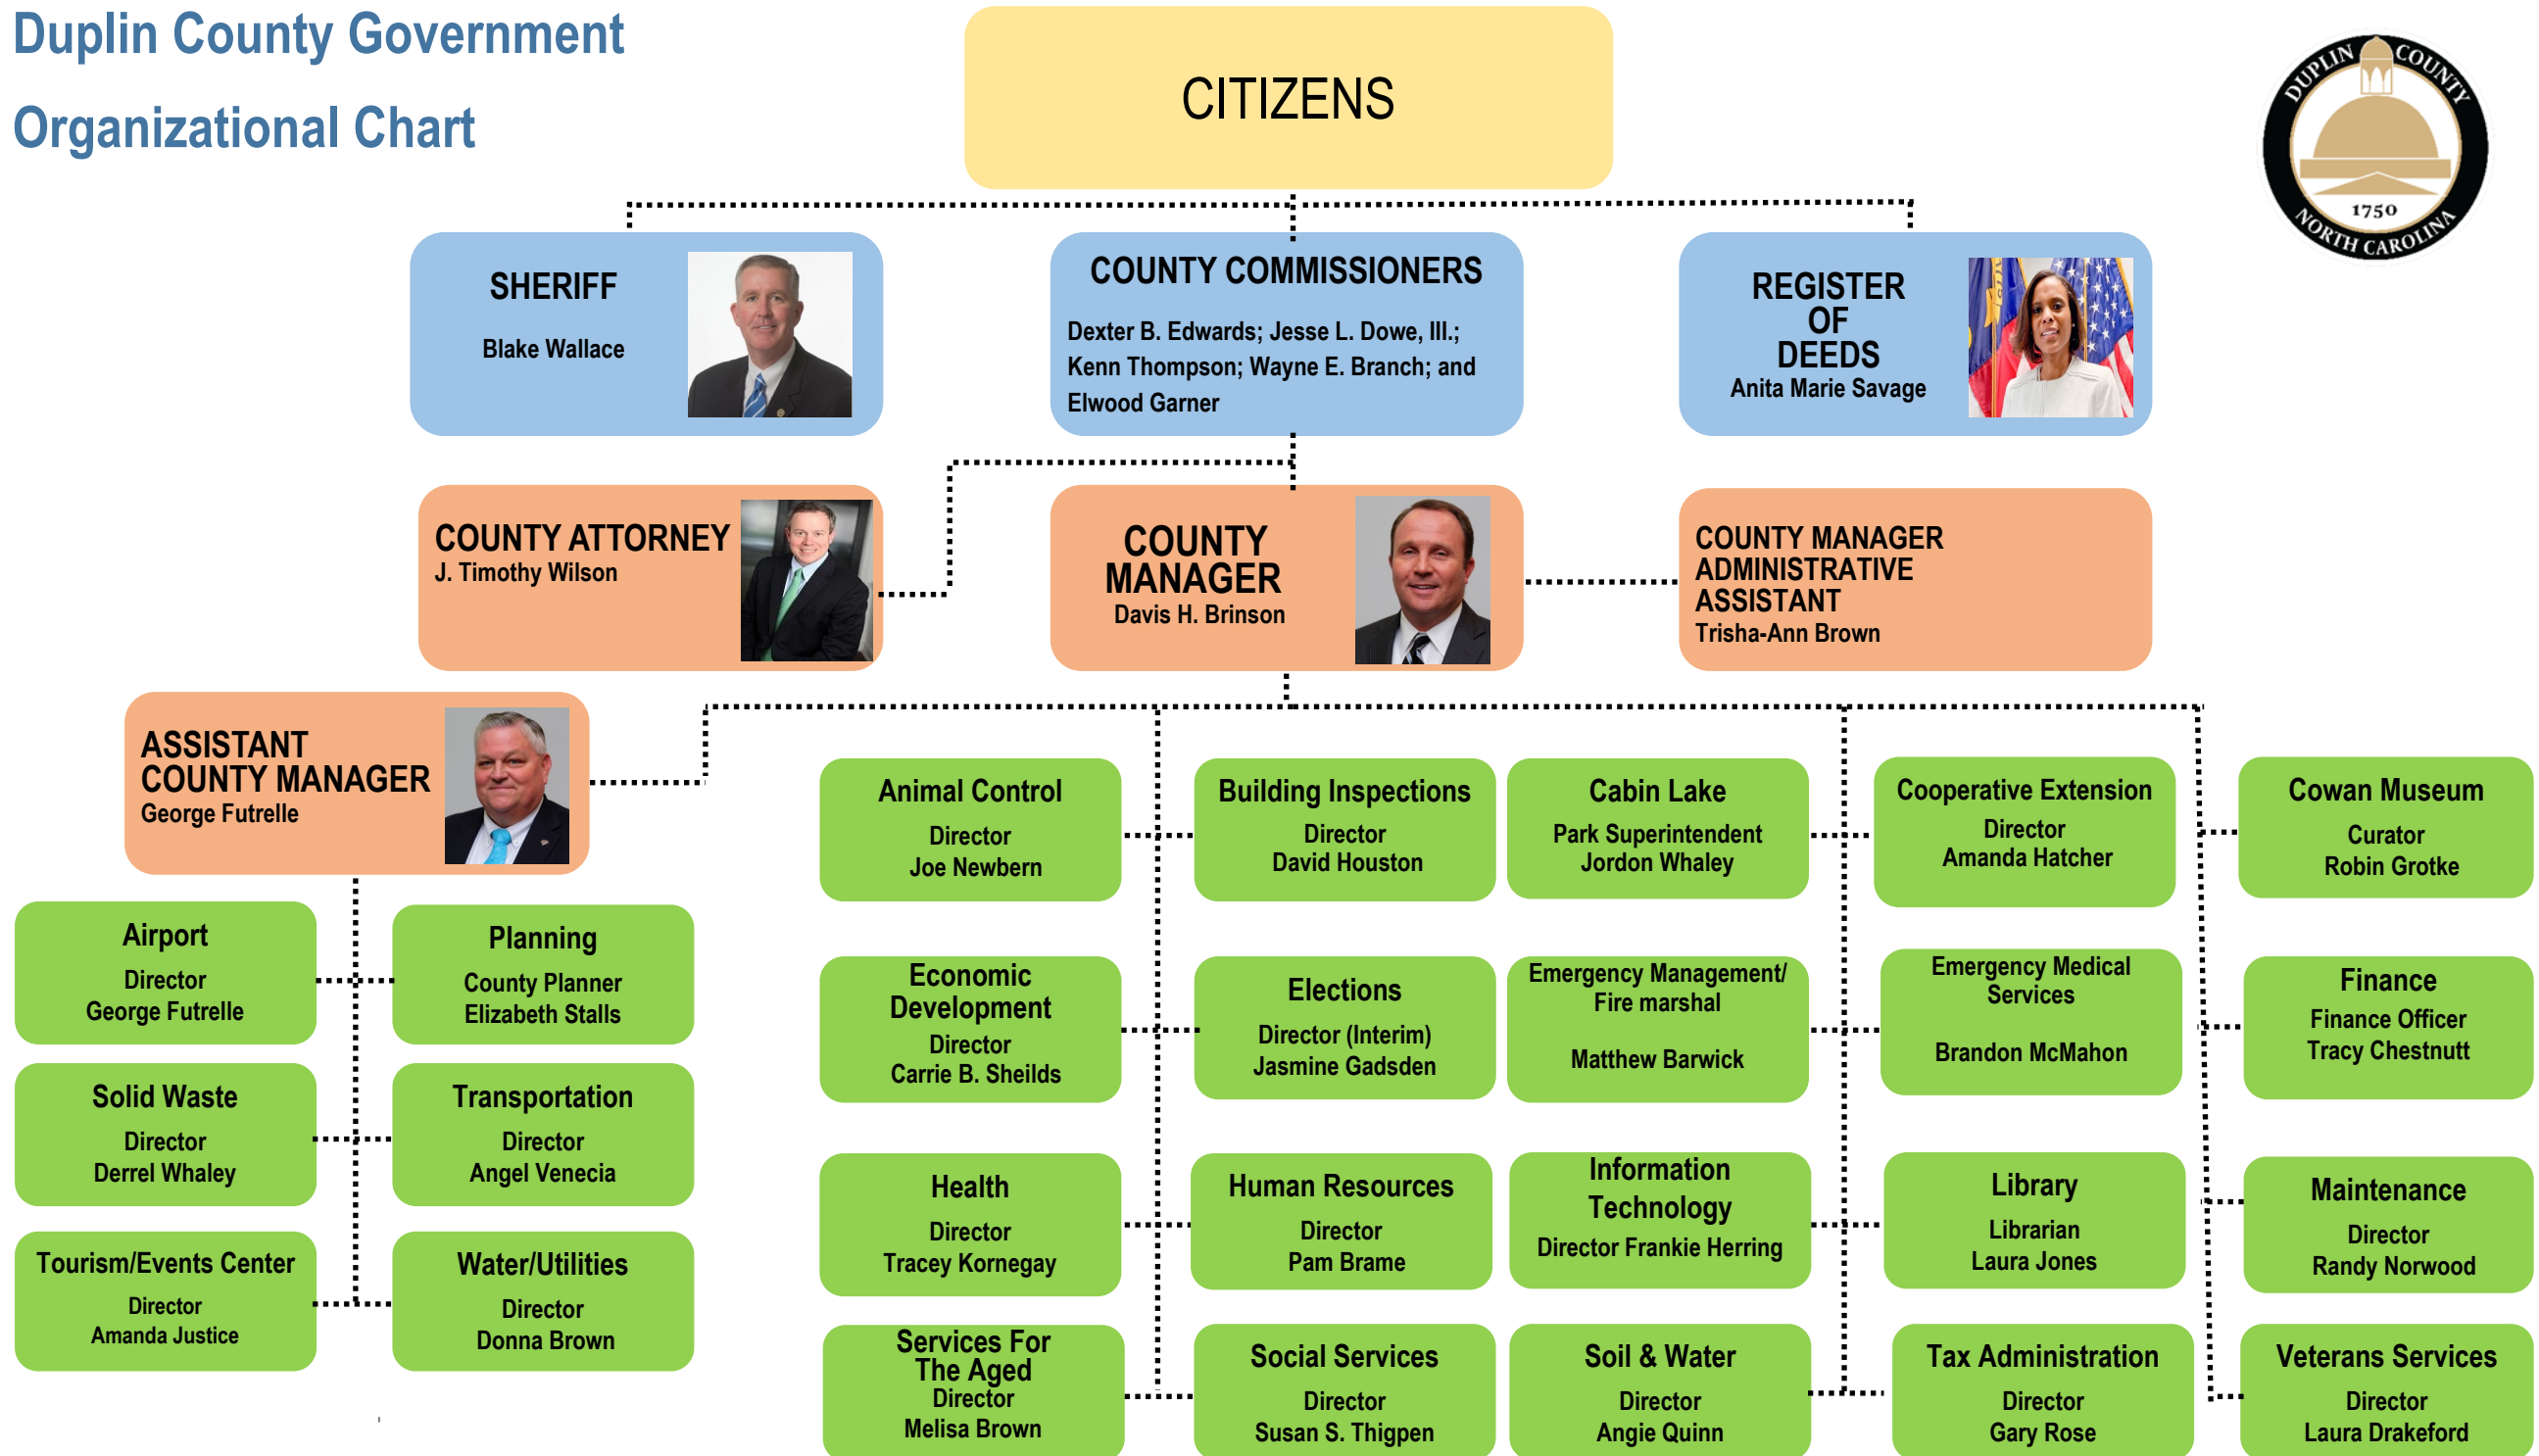 Duplin County Government
Organizational Chart
CITIZENS
DUPLIN COUNTY
1750
NORTH CAROLINA
SHERIFF
Blake Wallace
COUNTY COMMISSIONERS
Dexter B. Edwards; Jesse L. Dowe, III.;
Kenn Thompson; Wayne E. Branch; and
Elwood Garner
REGISTER
OF
DEEDS
Anita Marie Savage
COUNTY ATTORNEY
J. Timothy Wilson
COUNTY
MANAGER
Davis H. Brinson
COUNTY MANAGER
ADMINISTRATIVE
ASSISTANT
Trisha-Ann Brown
ASSISTANT
COUNTY MANAGER
George Futrelle
Airport
Director
George Futrelle
Planning
County Planner
Elizabeth Stalls
Solid Waste
Director
Derrel Whaley
Transportation
Director
Angel Venecia
Tourism/Events Center
Director
Amanda Justice
Water/Utilities
Director
Donna Brown
Animal Control
Director
Joe Newbern
Building Inspections
Director
David Houston
Cabin Lake
Park Superintendent
Jordon Whaley
Cooperative Extension
Director
Amanda Hatcher
Cowan Museum
Curator
Robin Grotke
Economic
Development
Director
Carrie B. Sheilds
Elections
Director (Interim)
Jasmine Gadsden
Emergency Management/
Fire marshal
Matthew Barwick
Emergency Medical
Services
Brandon McMahon
Finance
Finance Officer
Tracy Chestnutt
Health
Director
Tracey Kornegay
Human Resources
Director
Pam Brame
Information
Technology
Director Frankie Herring
Library
Librarian
Laura Jones
Maintenance
Director
Randy Norwood
Services For
The Aged
Director
Melisa Brown
Social Services
Director
Susan S. Thigpen
Soil & Water
Director
Angie Quinn
Tax Administration
Director
Gary Rose
Veterans Services
Director
Laura Drakeford